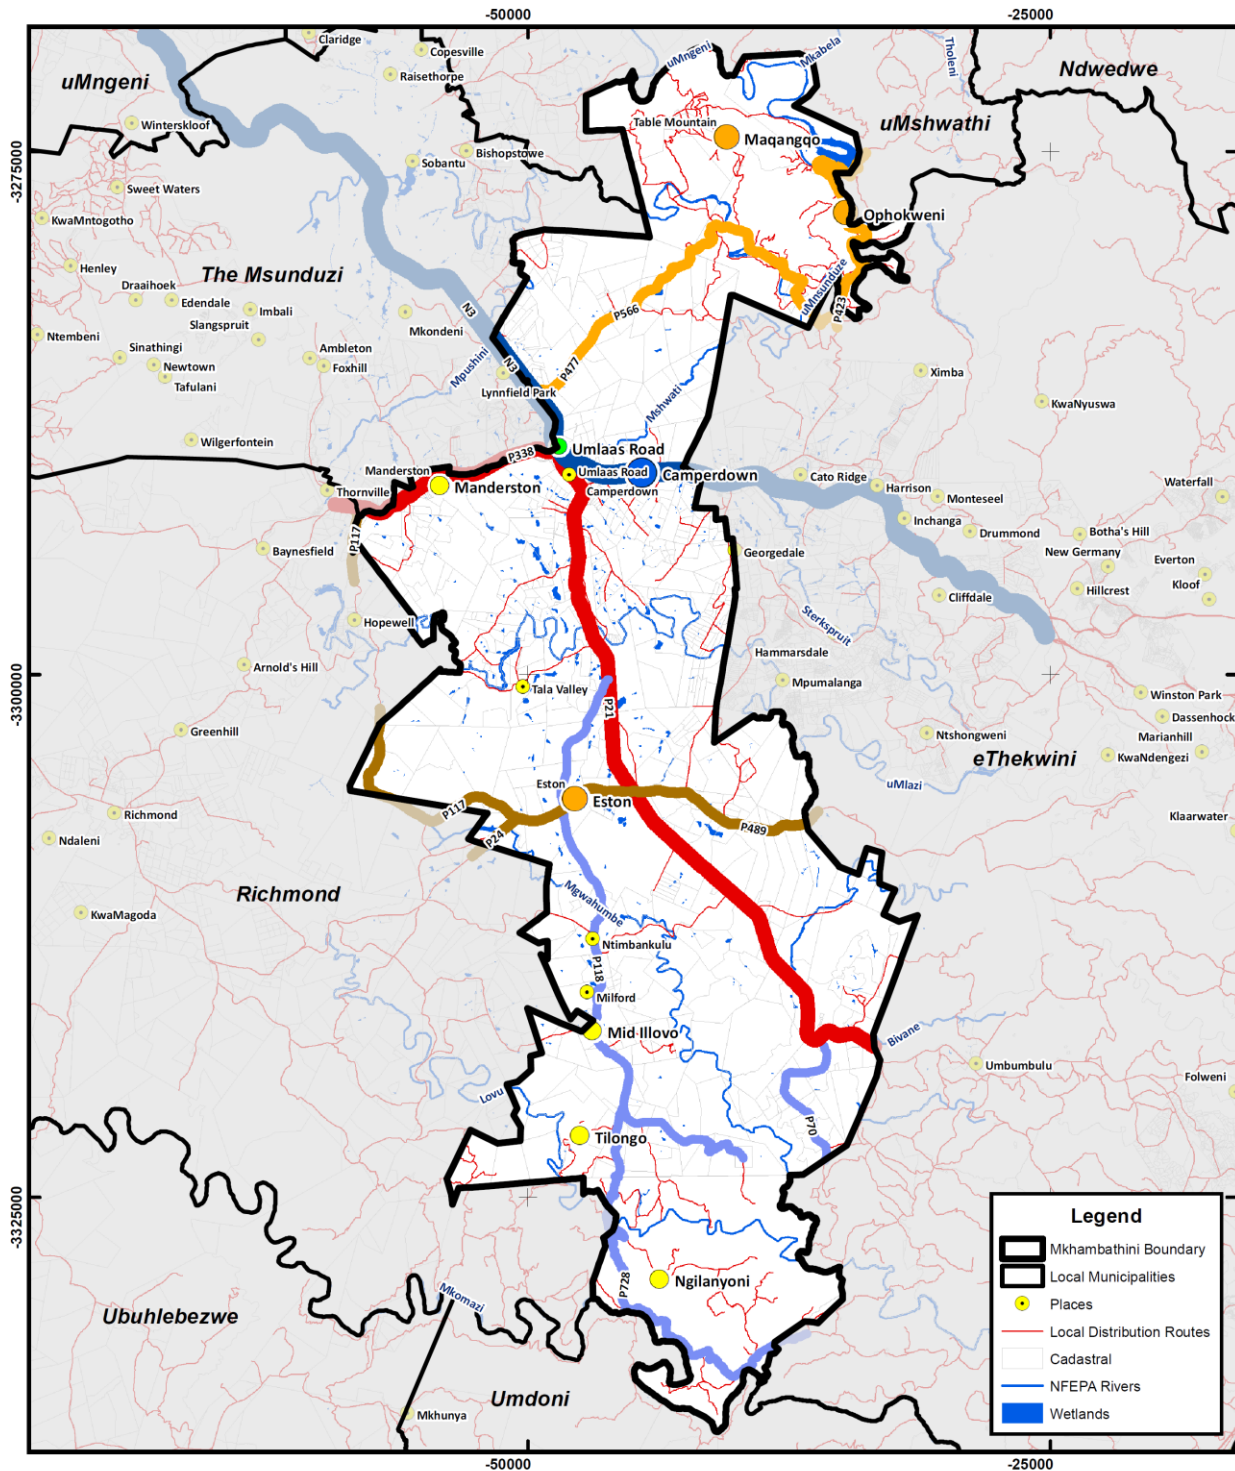 -50000
-25000
Claridge
Copesville
uMngeni
Mkabela
Tholeni
Ndwedwe
uMngeni
Raisethorpe
Winterskloof
Table Mountain
Maqangqo
uMshwathi
-3275000
Bishopstowe
Sobantu
Sweet Waters
KwaMntogotho
Ophokweni
Henley
The Msunduzi
uMnsunduze
Draaihoek
Edendale
Imbali
N3
P566
P423
Slangspruit
Mkondeni
Ntembeni
Sinathingi
Ambleton
Newtown
Foxhill
Mpushini
N3
P477
Ximba
Tafulani
Lynnfield Park
Mshwati
KwaNyuswa
Wilgerfontein
P338
Umlaas Road
Manderston
Umlaas Road
Camperdown
Cato Ridge
Manderston
Camperdown
Harrison
Waterfall
Thornville
Monteseel
P117
Inchanga
Drummond
Botha's Hill
Baynesfield
Georgedale
New Germany
Everton
Hillcrest
Kloof
Cliffdale
Hopewell
Sterkspruit
Hammarsdale
Arnold's Hill
-3300000
Tala Valley
Mpumalanga
Winston Park
P21
Dassenhock
Greenhill
Ntshongweni
Marianhill
eThekwini
KwaNdengezi
Eston
uMlazi
Eston
P117
Richmond
Klaarwater
P24
P489
Ndaleni
Richmond
Mgwahumbe
KwaMagoda
Ntimbankulu
P118
Milford
Mid Illovo
Bivane
Umbumbulu
Folweni
Lovu
P70
Tilongo
-3325000
Legend
Mkhambathini Boundary
Local Municipalities
Places
Local Distribution Routes
Cadastral
NFEPA Rivers
Wetlands
Ngilanyoni
P728
Mkomazi
Ubuhlebezwe
Umdoni
Mkhunya
-50000
-25000